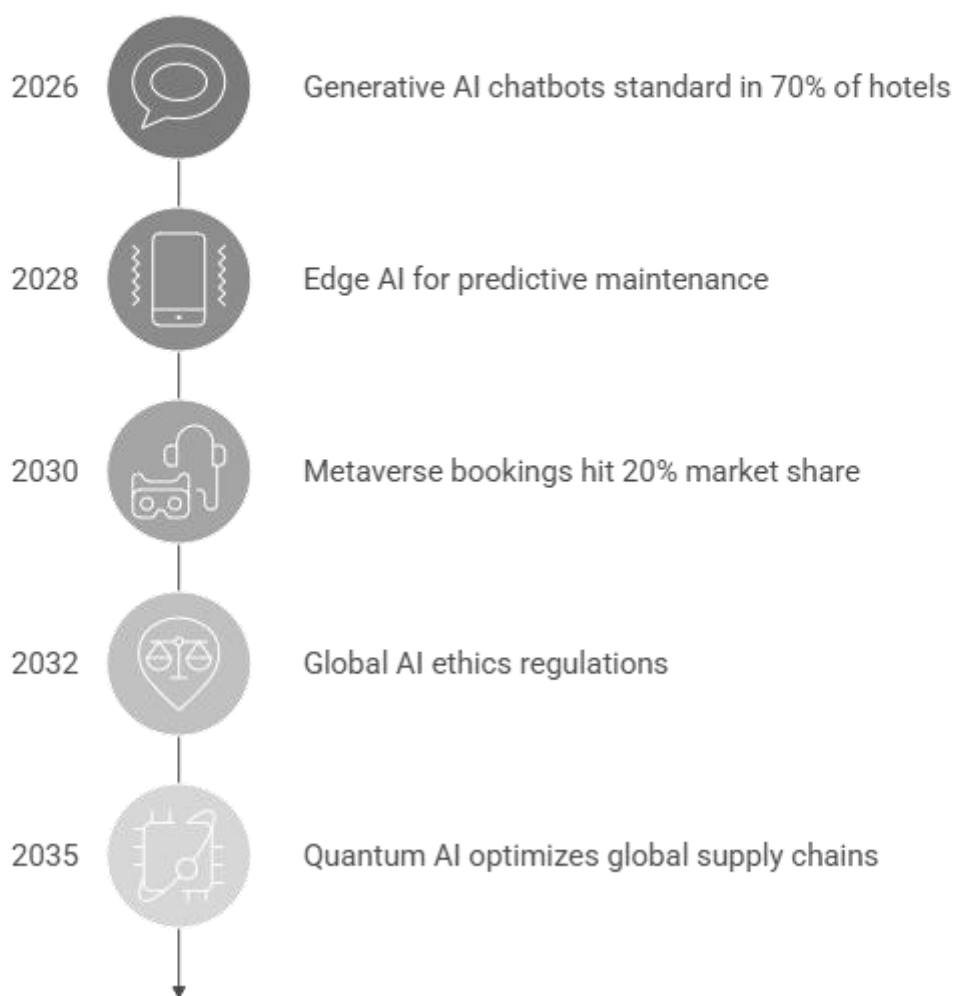 2026 Generative AI chatbots standard in 70% of hotels
2028 Edge AI for predictive maintenance
2030 Metaverse bookings hit 20% market share
2032 Global AI ethics regulations
2035 Quantum AI optimizes global supply chains